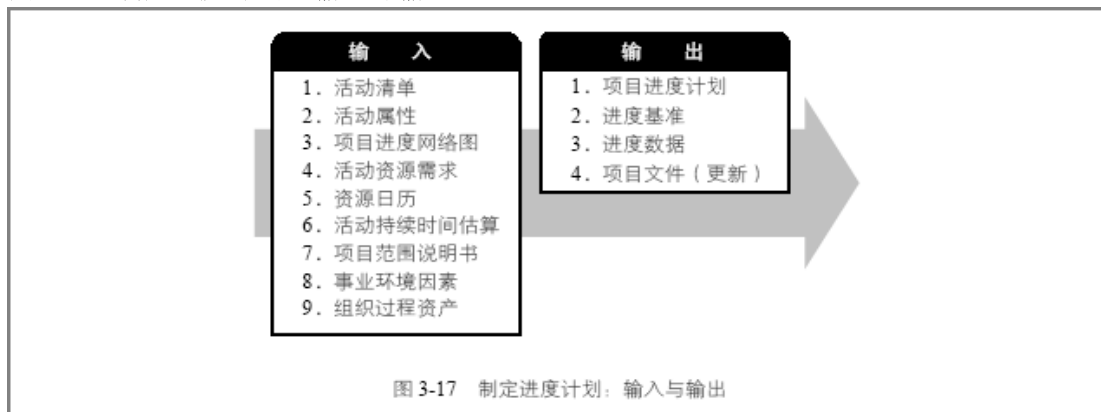 输 入
1. 活动清单
2. 活动属性
3. 项目进度网络图
4. 活动资源需求
5. 资源日历
6. 活动持续时间估算
7. 项目范围说明书
8. 事业环境因素
9. 组织过程资产
输 出
1. 项目进度计划
2. 进度基准
3. 进度数据
4. 项目文件（更新）
图 3-17 制定进度计划：输入与输出